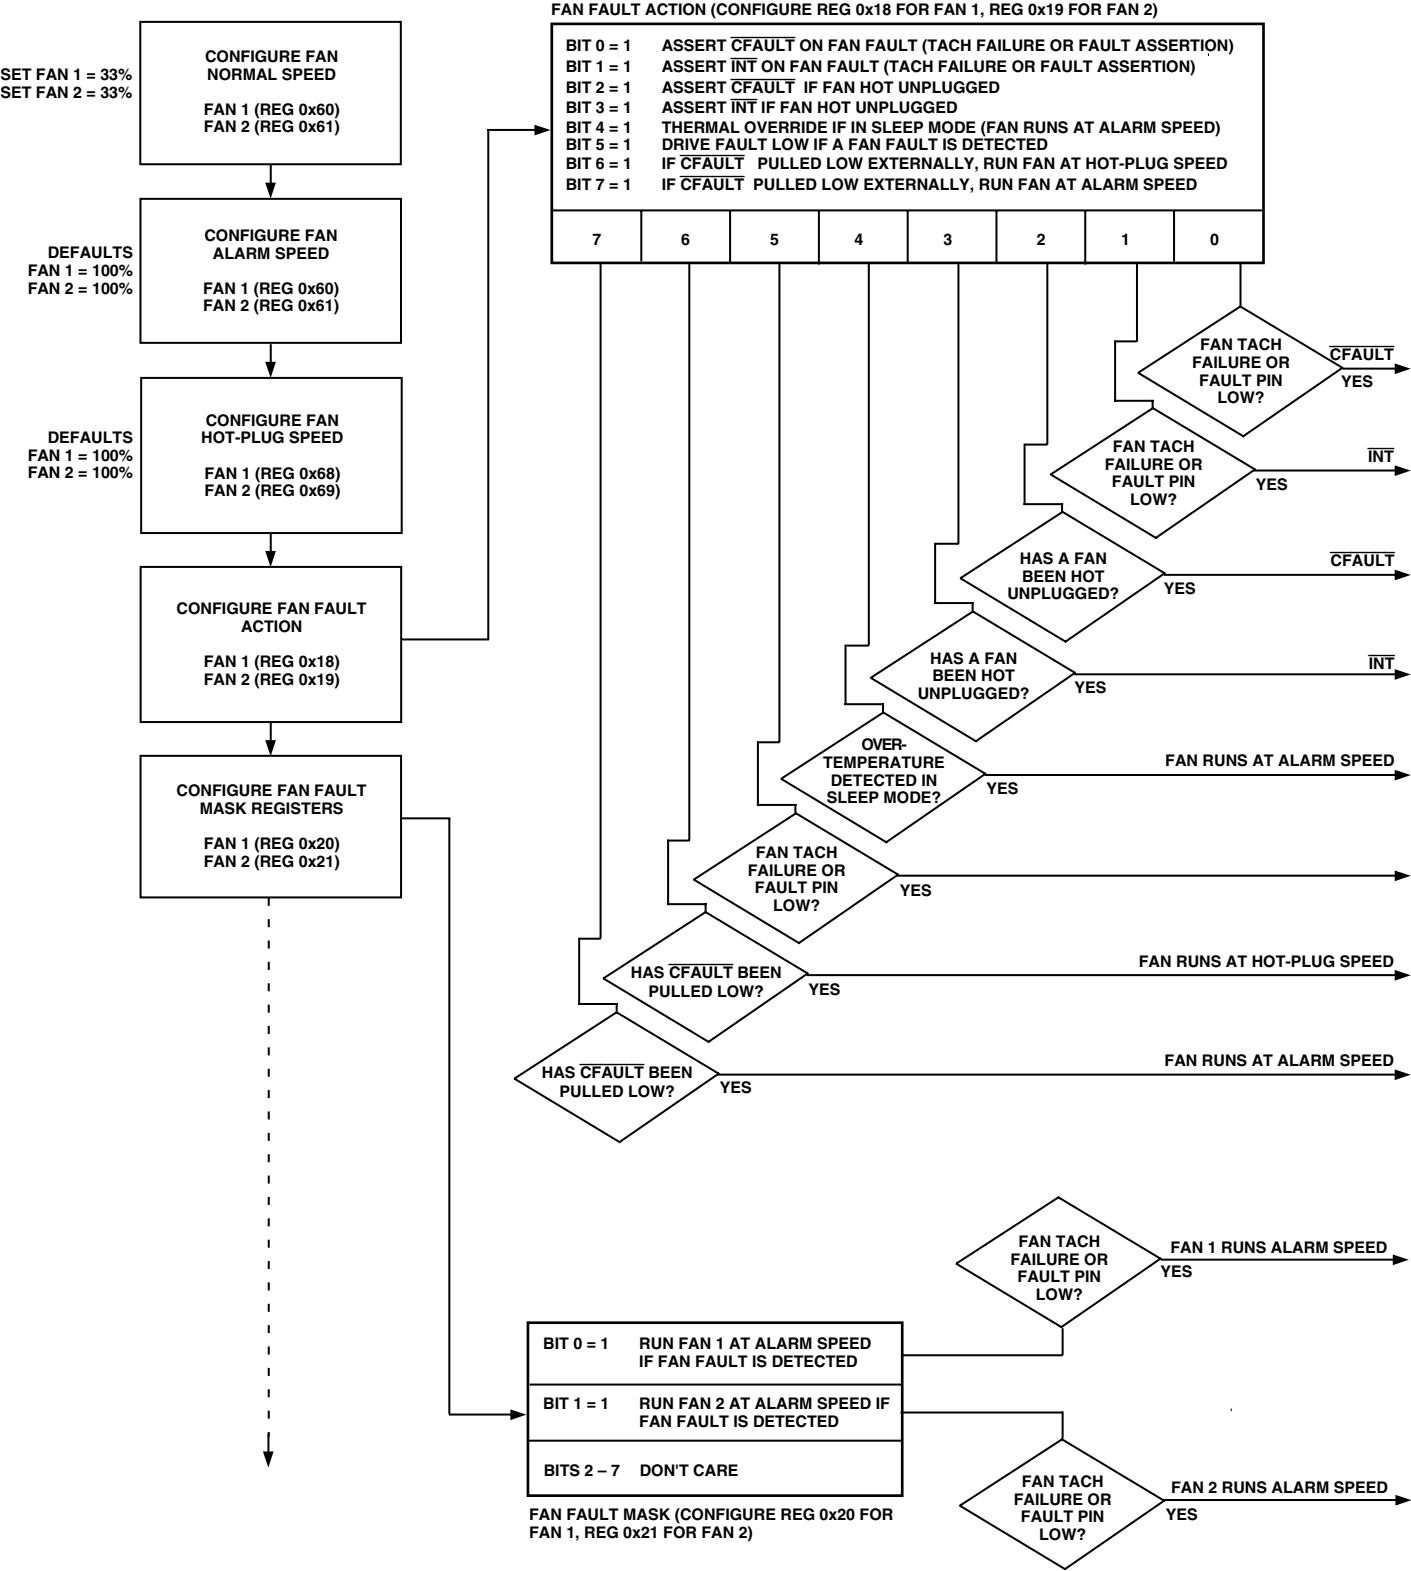 FAN FAULT ACTION (CONFIGURE REG 0x18 FOR FAN 1, REG 0x19 FOR FAN 2)
BIT 0 = 1 ASSERT CFAULT ON FAN FAULT (TACH FAILURE OR FAULT ASSERTION)
BIT 1 = 1 ASSERT INT ON FAN FAULT (TACH FAILURE OR FAULT ASSERTION)
BIT 2 = 1 ASSERT CFAULT IF FAN HOT UNPLUGGED
BIT 3 = 1 ASSERT INT IF FAN HOT UNPLUGGED
BIT 4 = 1 THERMAL OVERRIDE IF IN SLEEP MODE (FAN RUNS AT ALARM SPEED)
BIT 5 = 1 DRIVE FAULT LOW IF A FAN FAULT IS DETECTED
BIT 6 = 1 IF CFAULT PULLED LOW EXTERNALLY, RUN FAN AT HOT-PLUG SPEED
BIT 7 = 1 IF CFAULT PULLED LOW EXTERNALLY, RUN FAN AT ALARM SPEED
7 6 5 4 3 2 1 0
SET FAN 1 = 33%
SET FAN 2 = 33%
CONFIGURE FAN
NORMAL SPEED
FAN 1 (REG 0x60)
FAN 2 (REG 0x61)
DEFAULTS
FAN 1 = 100%
FAN 2 = 100%
CONFIGURE FAN
ALARM SPEED
FAN 1 (REG 0x60)
FAN 2 (REG 0x61)
DEFAULTS
FAN 1 = 100%
FAN 2 = 100%
CONFIGURE FAN
HOT-PLUG SPEED
FAN 1 (REG 0x68)
FAN 2 (REG 0x69)
CONFIGURE FAN FAULT
ACTION
FAN 1 (REG 0x18)
FAN 2 (REG 0x19)
CONFIGURE FAN FAULT
MASK REGISTERS
FAN 1 (REG 0x20)
FAN 2 (REG 0x21)
FAN TACH
FAILURE OR
FAULT PIN
LOW?
CFAULT
YES
FAN TACH
FAILURE OR
FAULT PIN
LOW?
INT
YES
HAS A FAN
BEEN HOT
UNPLUGGED?
CFAULT
YES
HAS A FAN
BEEN HOT
UNPLUGGED?
INT
YES
OVER-
TEMPERATURE
DETECTED IN
SLEEP MODE?
FAN RUNS AT ALARM SPEED
YES
FAN TACH
FAILURE OR
FAULT PIN
LOW?
YES
HAS CFAULT BEEN
PULLED LOW?
FAN RUNS AT HOT-PLUG SPEED
YES
HAS CFAULT BEEN
PULLED LOW?
FAN RUNS AT ALARM SPEED
YES
FAN TACH
FAILURE OR
FAULT PIN
LOW?
FAN 1 RUNS ALARM SPEED
YES
BIT 0 = 1 RUN FAN 1 AT ALARM SPEED
IF FAN FAULT IS DETECTED
BIT 1 = 1 RUN FAN 2 AT ALARM SPEED IF
FAN FAULT IS DETECTED
BITS 2 – 7 DON'T CARE
FAN FAULT MASK (CONFIGURE REG 0x20 FOR
FAN 1, REG 0x21 FOR FAN 2)
FAN TACH
FAILURE OR
FAULT PIN
LOW?
FAN 2 RUNS ALARM SPEED
YES